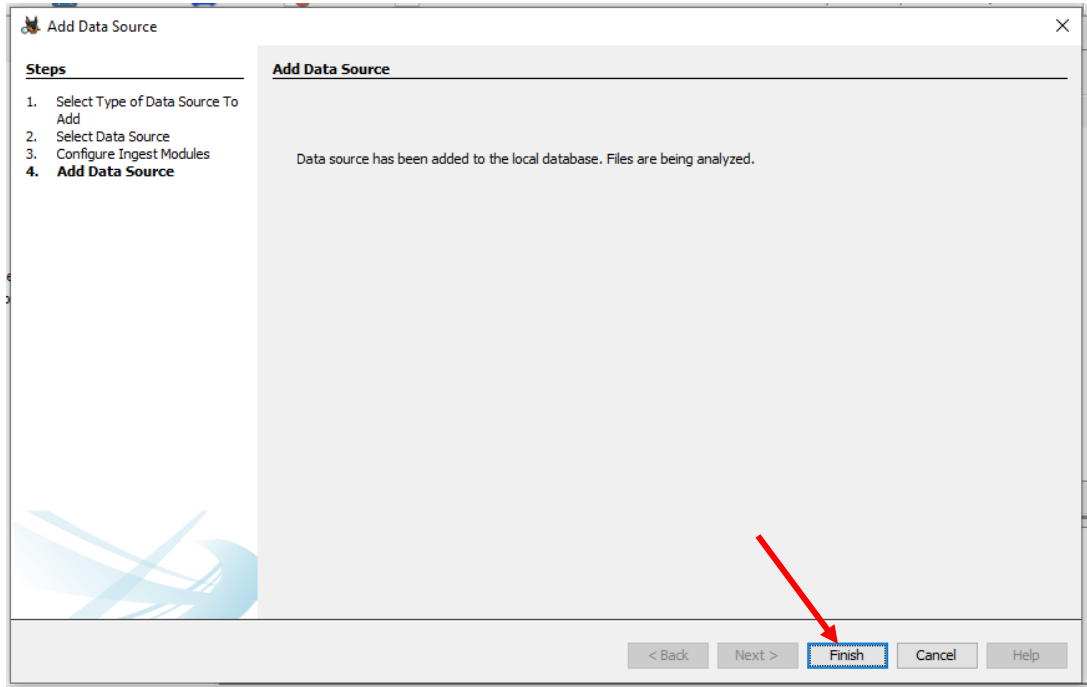 Add Data Source
Steps
1. Select Type of Data Source To
Add
2. Select Data Source
3. Configure Ingest Modules
4. Add Data Source
Add Data Source
Data source has been added to the local database. Files are being analyzed.
< Back Next > Finish Cancel Help